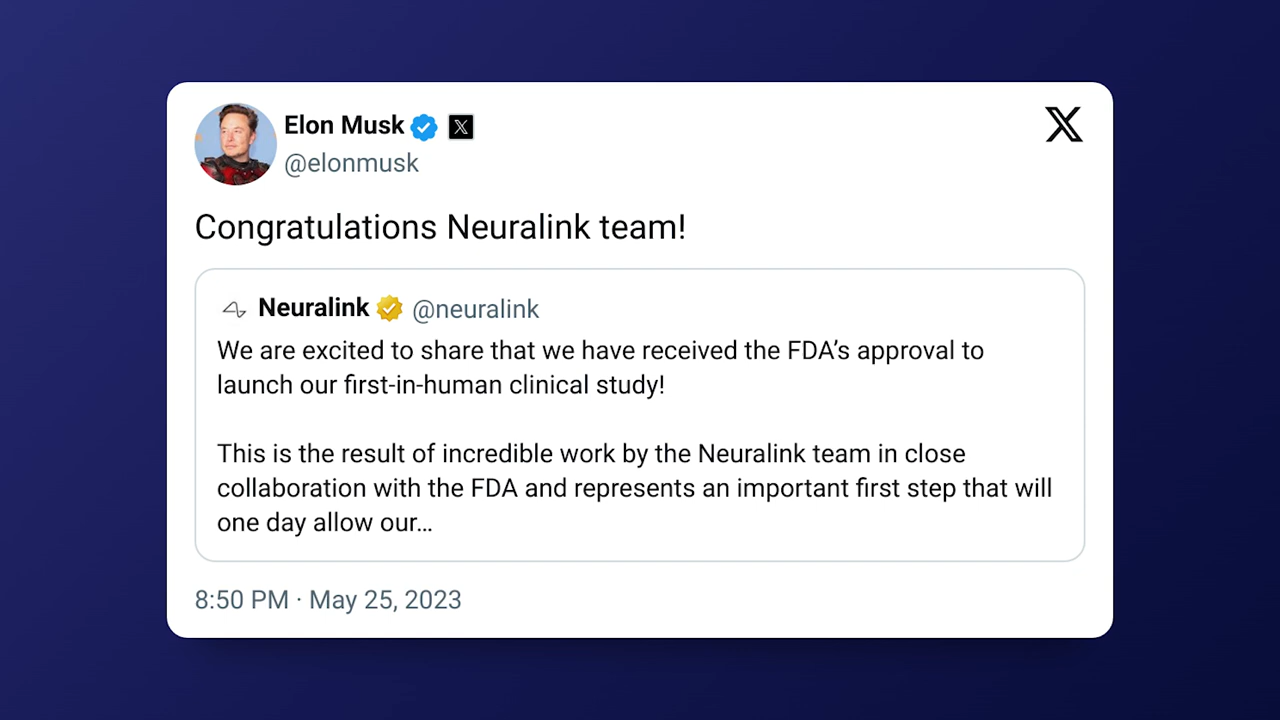 Elon Musk
@elonmusk
Congratulations Neuralink team!
Neuralink @neuralink
We are excited to share that we have received the FDA’s approval to
launch our first-in-human clinical study!
This is the result of incredible work by the Neuralink team in close
collaboration with the FDA and represents an important first step that will
one day allow our…
8:50 PM · May 25, 2023